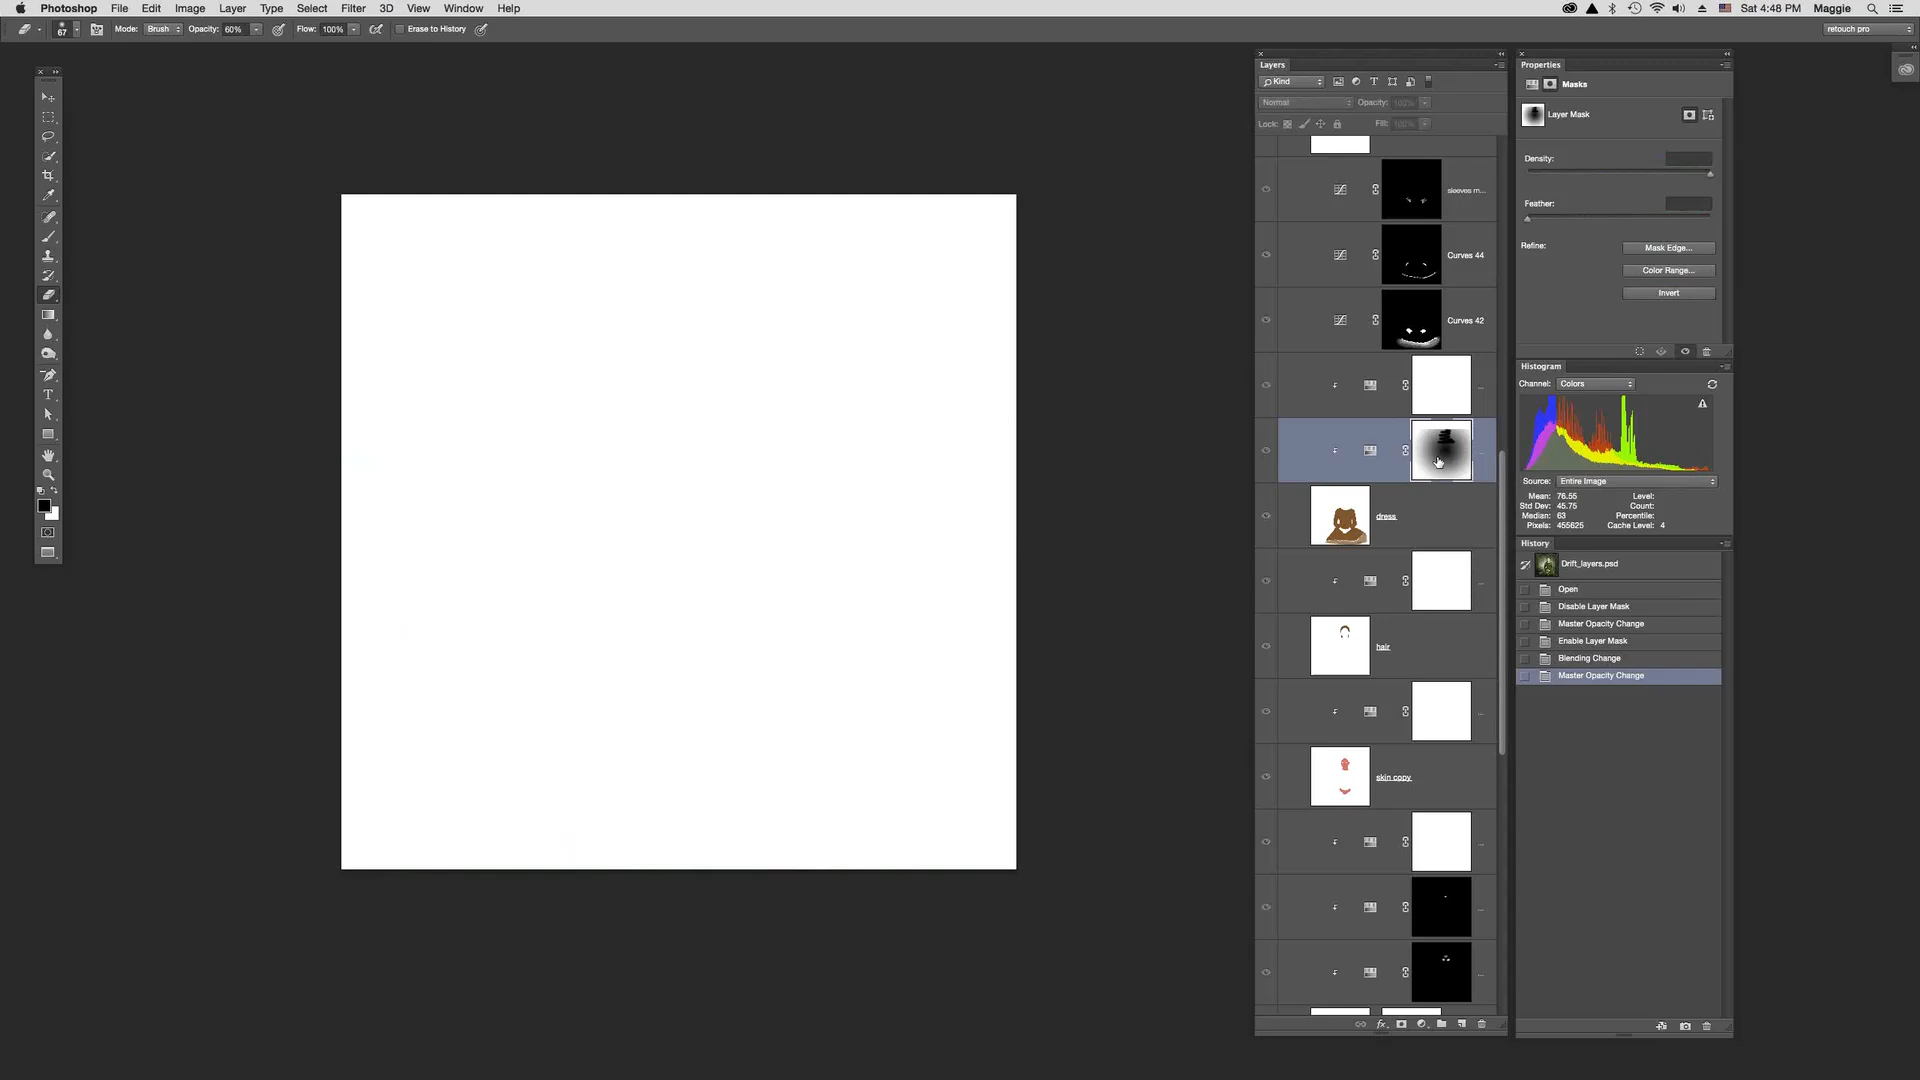 Photoshop File Edit Image Layer Type Select Filter 3D View Window Help Sat 4:48 PM Maggie
67 Mode: Brush Opacity: 60% Flow: 100% Erase to History retouch pro
Layers
Kind
Normal Opacity: 100%
Lock: Fill: 100%
sleeves m...
Curves 44
Curves 42
...
dress
...
hair
...
skin copy
...
...
...
Properties
Masks
Layer Mask
Density:
Feather:
Refine: Mask Edge...
Color Range...
Invert
Histogram
Channel: Colors
Source: Entire Image
Mean: 76.55 Level:
Std Dev: 45.75 Count:
Median: 63 Percentile:
Pixels: 455625 Cache Level: 4
History
Drift_layers.psd
Open
Disable Layer Mask
Master Opacity Change
Enable Layer Mask
Blending Change
Master Opacity Change